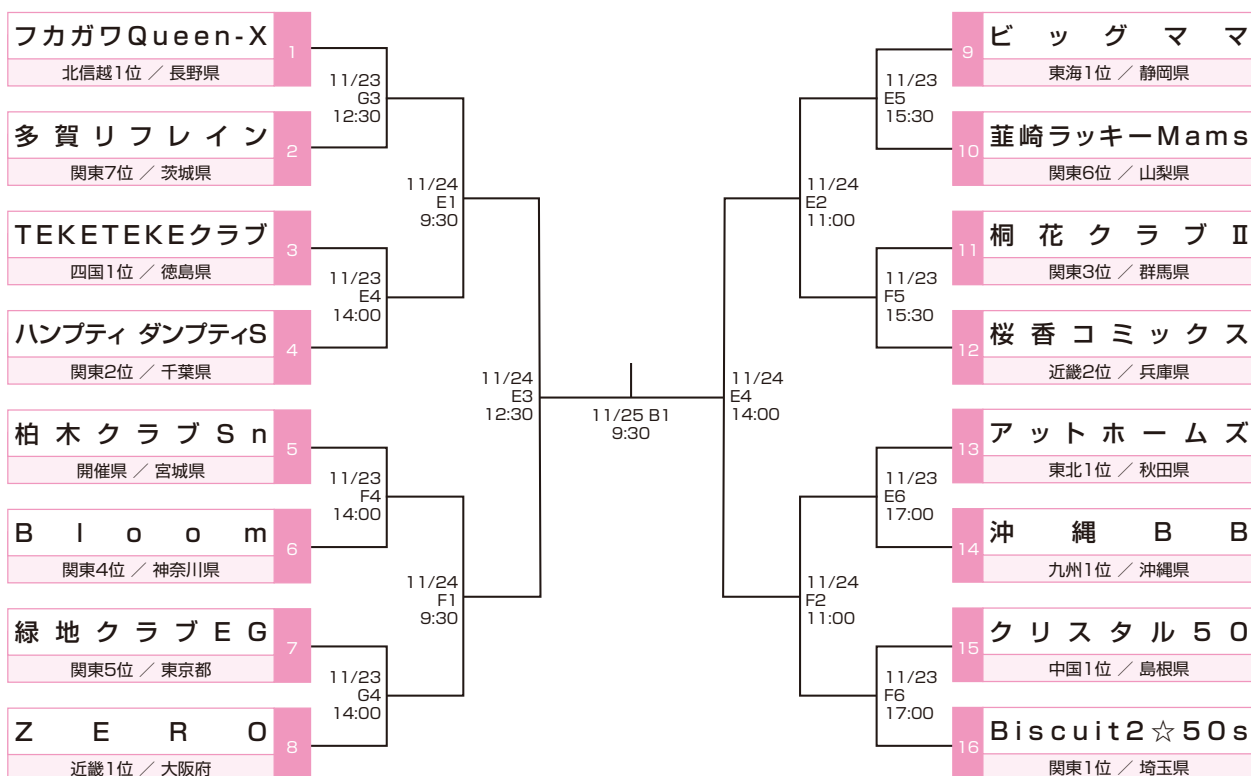 フカガワQueen-X
1
北信越1位 ／ 長野県
11/23
G3
12:30
多賀リフレイン
2
関東7位 ／ 茨城県
11/24
E1
9:30
TEKETEKEクラブ
3
四国1位 ／ 徳島県
11/23
E4
14:00
ハンプティ ダンプティS
4
関東2位 ／ 千葉県
11/24
E3
12:30
柏木クラブSn
5
開催県 ／ 宮城県
11/23
F4
14:00
Bloom
6
関東4位 ／ 神奈川県
11/24
F1
9:30
緑地クラブEG
7
関東5位 ／ 東京都
11/23
G4
14:00
ZERO
8
近畿1位 ／ 大阪府
11/25 B1
9:30
9
ビッグママ
東海1位 ／ 静岡県
11/23
E5
15:30
10
韮崎ラッキーMams
関東6位 ／ 山梨県
11/24
E2
11:00
11
桐花クラブⅡ
関東3位 ／ 群馬県
11/23
F5
15:30
12
桜香コミックス
近畿2位 ／ 兵庫県
11/24
E4
14:00
13
アットホームズ
東北1位 ／ 秋田県
11/23
E6
17:00
14
沖縄BB
九州1位 ／ 沖縄県
11/24
F2
11:00
15
クリスタル50
中国1位 ／ 島根県
11/23
F6
17:00
16
Biscuit2☆50s
関東1位 ／ 埼玉県